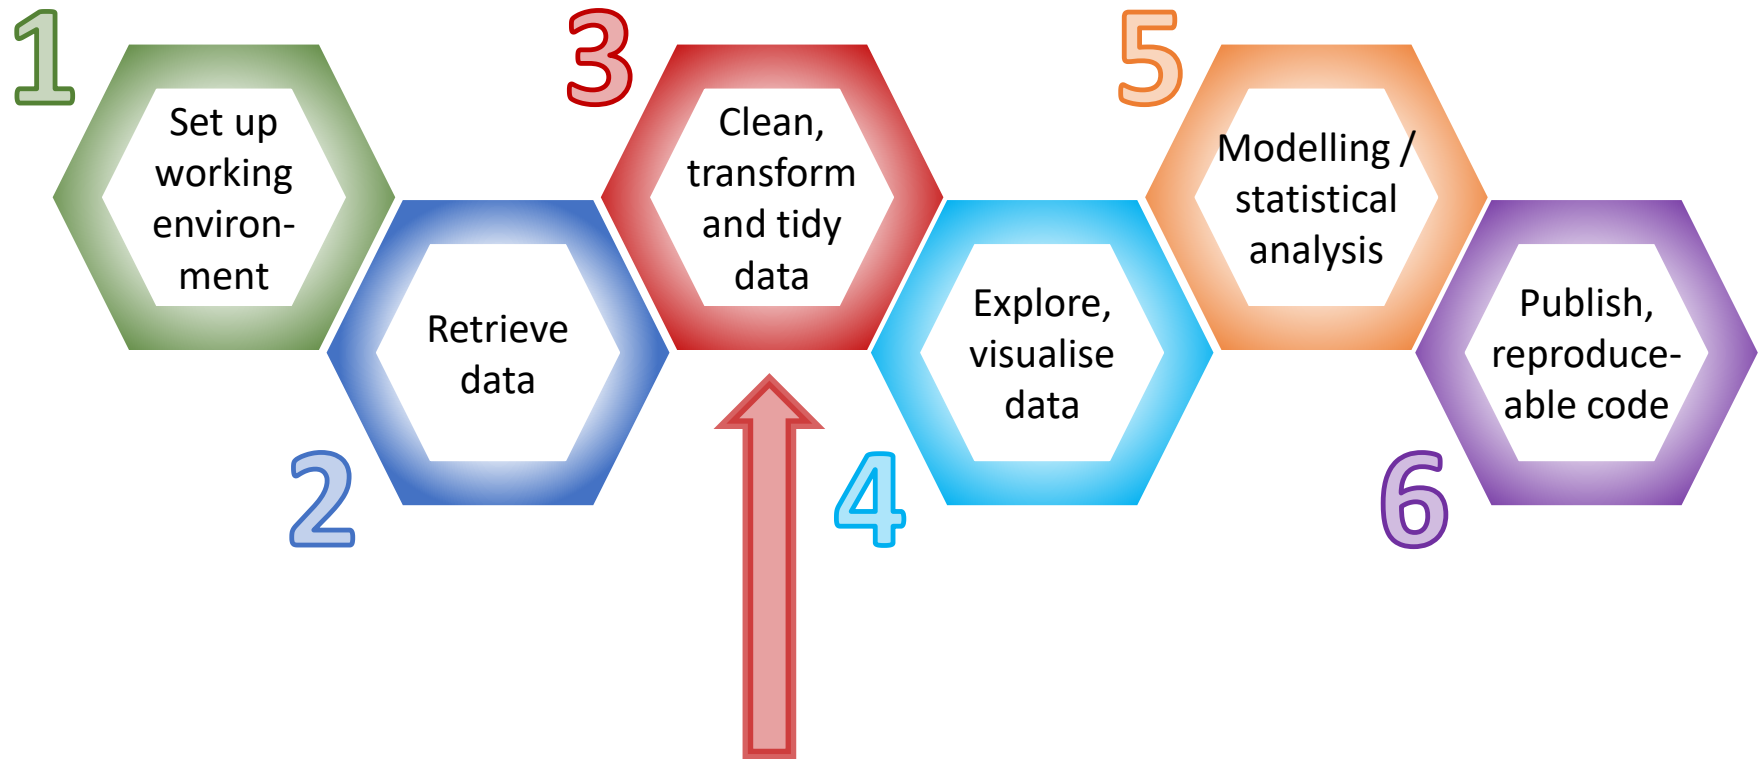 1
Set up
working
environ-
ment
2
Retrieve
data
3
Clean,
transform
and tidy
data
4
Explore,
visualise
data
5
Modelling /
statistical
analysis
6
Publish,
reproduce-
able code